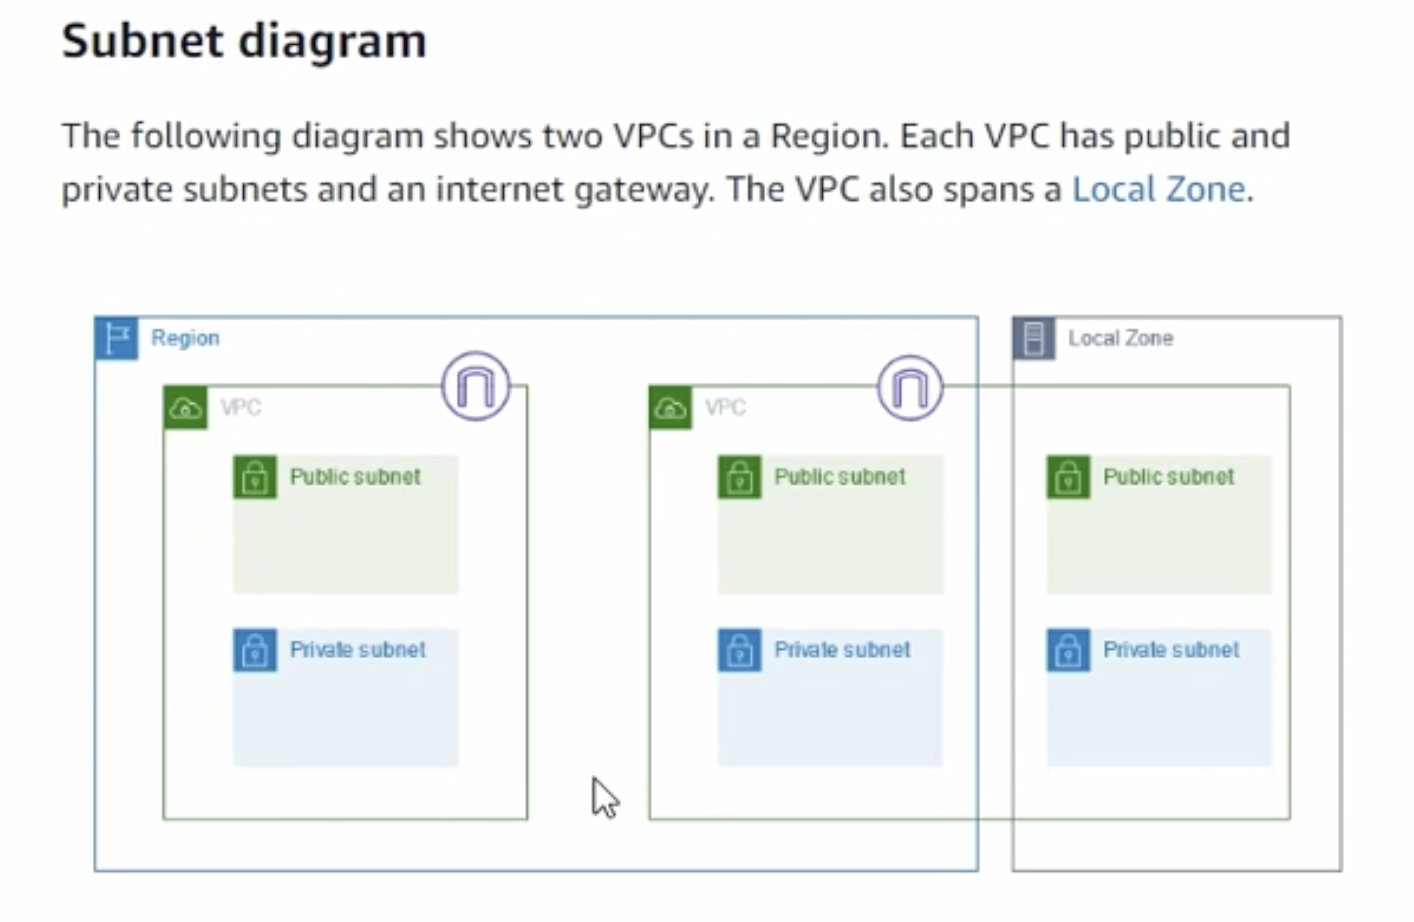 Subnet diagram
The following diagram shows two VPCs in a Region. Each VPC has public and
private subnets and an internet gateway. The VPC also spans a Local Zone.
Region
Local Zone
VPC
VPC
Public subnet
Public subnet
Public subnet
Private subnet
Private subnet
Private subnet